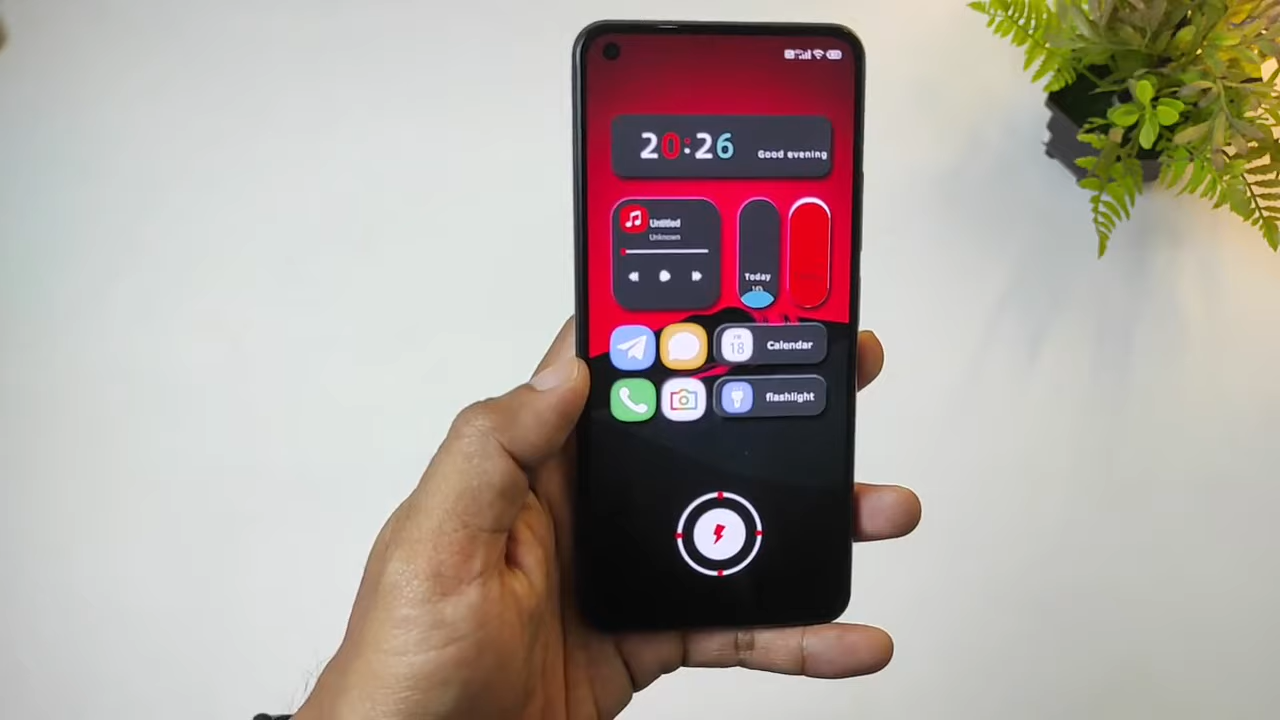 20:26
Good evening
Untitled
Unknown
Today
18
Calendar
flashlight